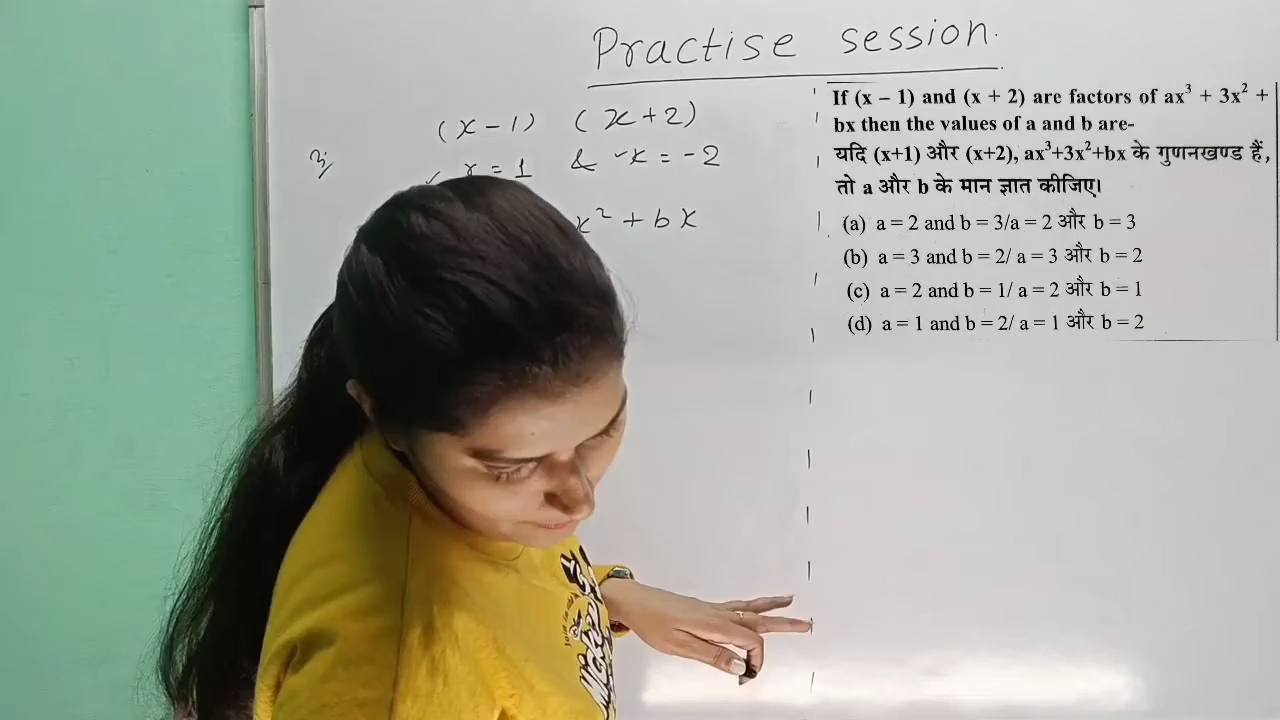 Practise session.
(x-1) (x+2)
x = 1 & ✓x = -2
x² + bx
If (x – 1) and (x + 2) are factors of ax³ + 3x² +
bx then the values of a and b are-
यदि (x+1) और (x+2), ax³+3x²+bx के गुणनखण्ड हैं,
तो a और b के मान ज्ञात कीजिए।
(a) a = 2 and b = 3/a = 2 और b = 3
(b) a = 3 and b = 2/ a = 3 और b = 2
(c) a = 2 and b = 1/ a = 2 और b = 1
(d) a = 1 and b = 2/ a = 1 और b = 2